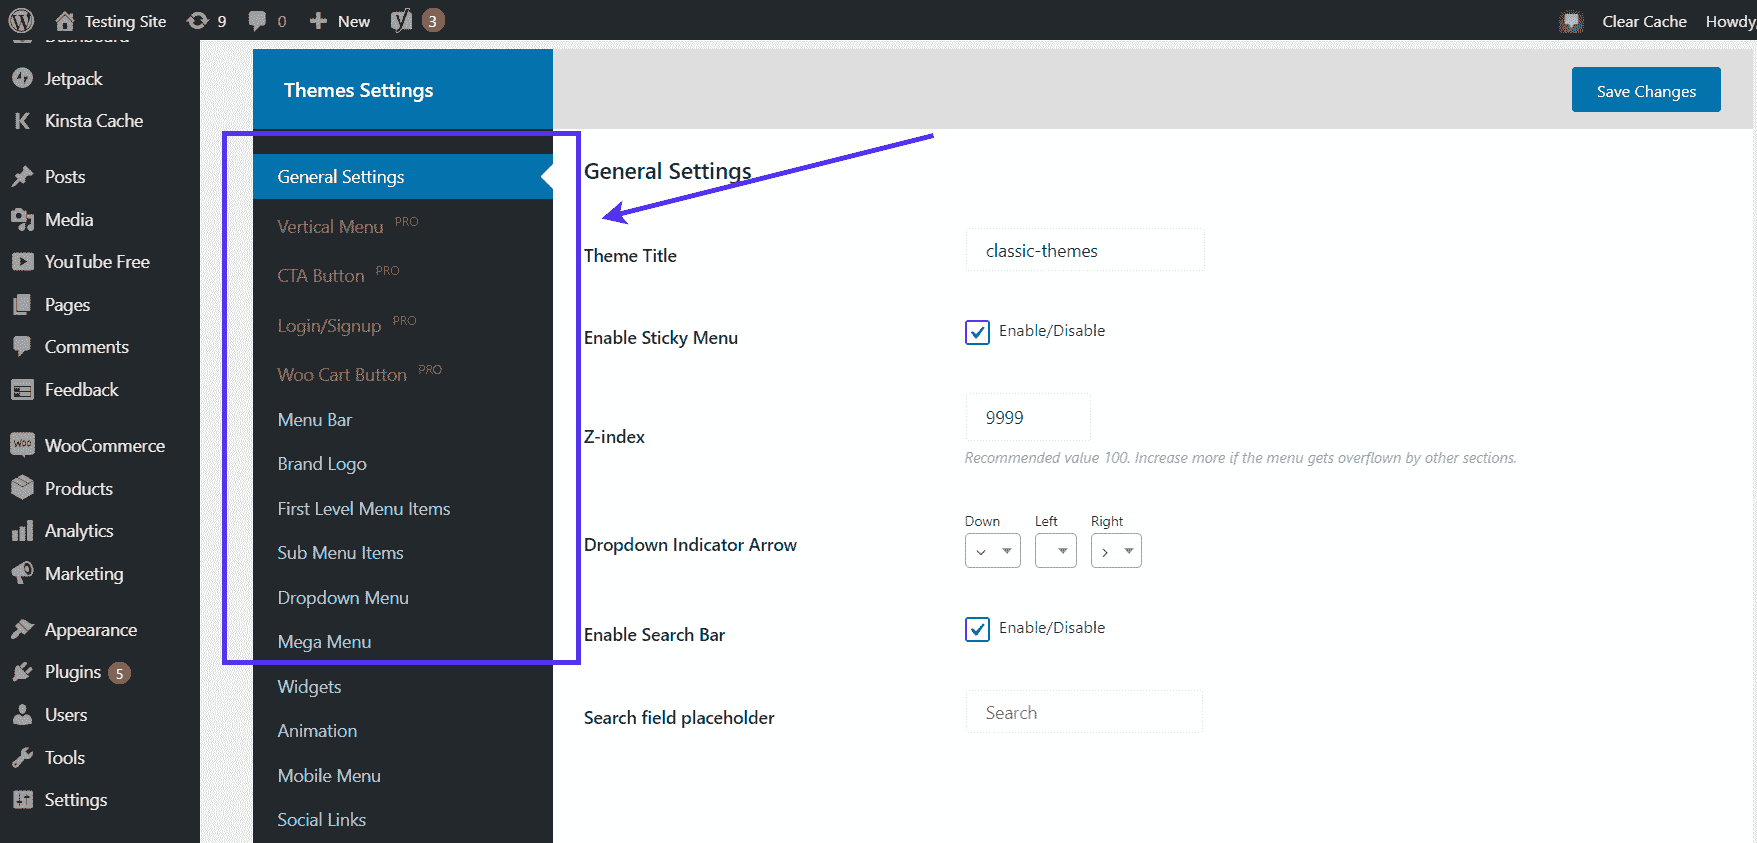 Testing Site 9 0 New 3 Clear Cache Howdy,
Dashboard
Jetpack
Kinsta Cache
Posts
Media
YouTube Free
Pages
Comments
Feedback
WooCommerce
Products
Analytics
Marketing
Appearance
Plugins 5
Users
Tools
Settings
Themes Settings
General Settings
Vertical Menu PRO
CTA Button PRO
Login/Signup PRO
Woo Cart Button PRO
Menu Bar
Brand Logo
First Level Menu Items
Sub Menu Items
Dropdown Menu
Mega Menu
Widgets
Animation
Mobile Menu
Social Links
Save Changes
General Settings
Theme Title
classic-themes
Enable Sticky Menu
Enable/Disable
Z-index
9999
Recommended value 100. Increase more if the menu gets overflown by other sections.
Dropdown Indicator Arrow
Down Left Right
Enable Search Bar
Enable/Disable
Search field placeholder
Search